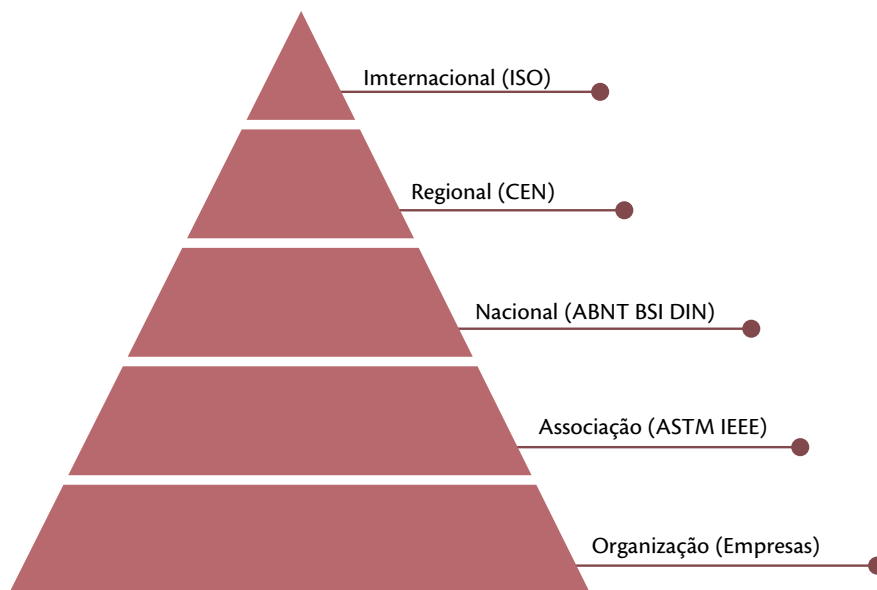 Imternacional (ISO)
Regional (CEN)
Nacional (ABNT BSI DIN)
Associação (ASTM IEEE)
Organização (Empresas)